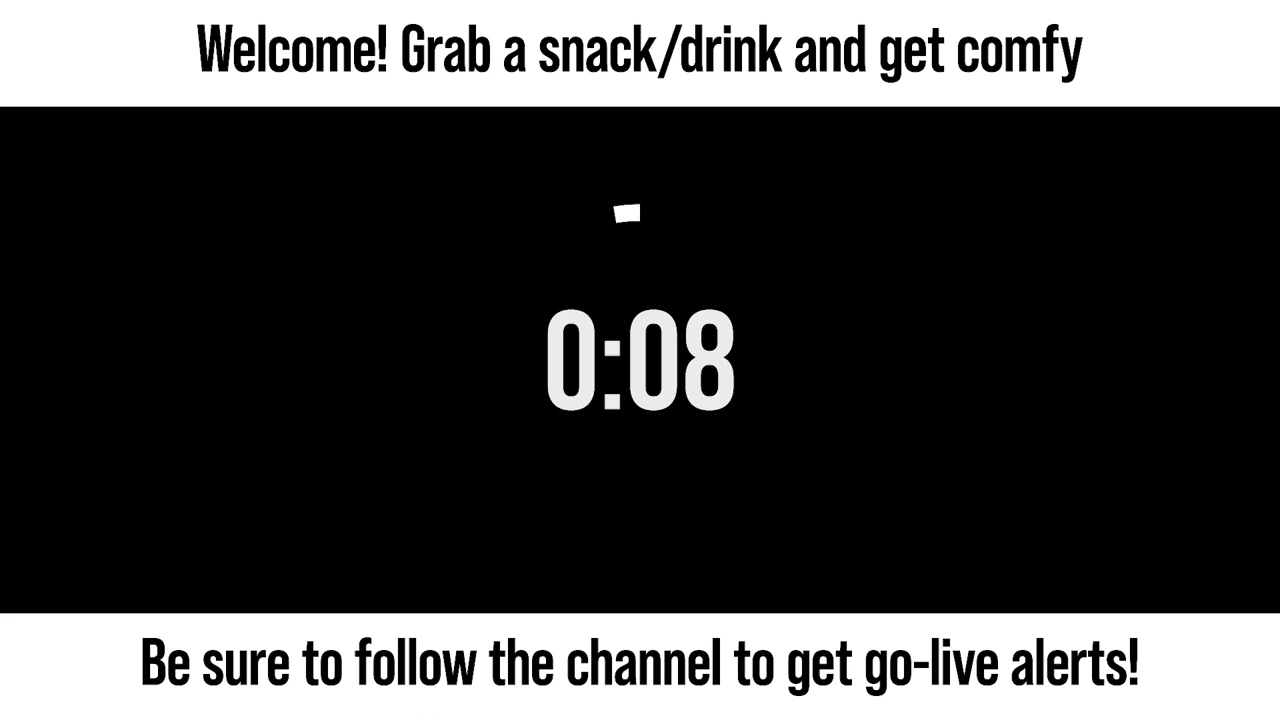 Welcome! Grab a snack/drink and get comfy
0:08
Be sure to follow the channel to get go-live alerts!